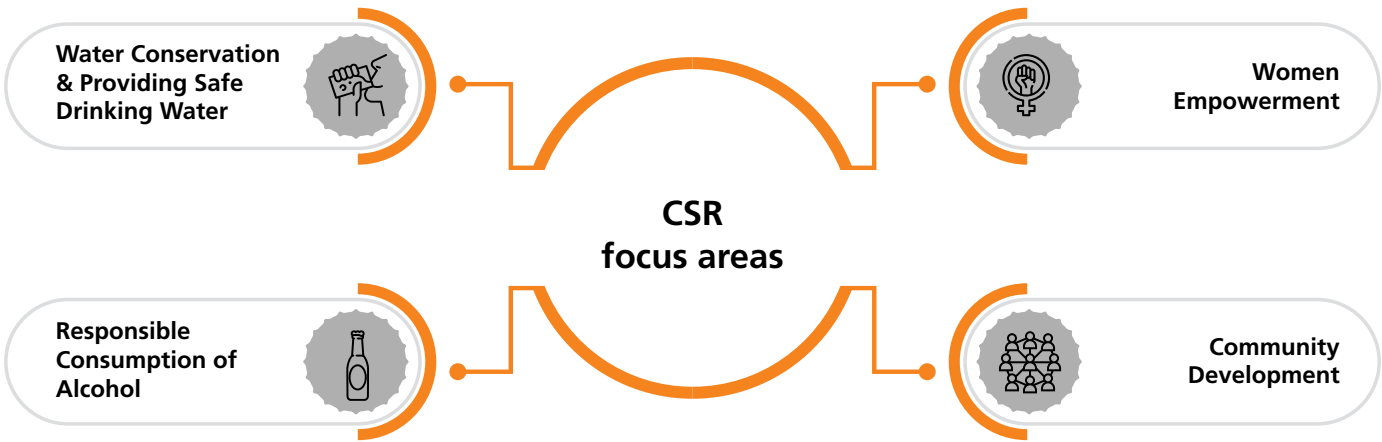 Water Conservation
& Providing Safe
Drinking Water
Women
Empowerment
CSR
focus areas
Responsible
Consumption of
Alcohol
Community
Development